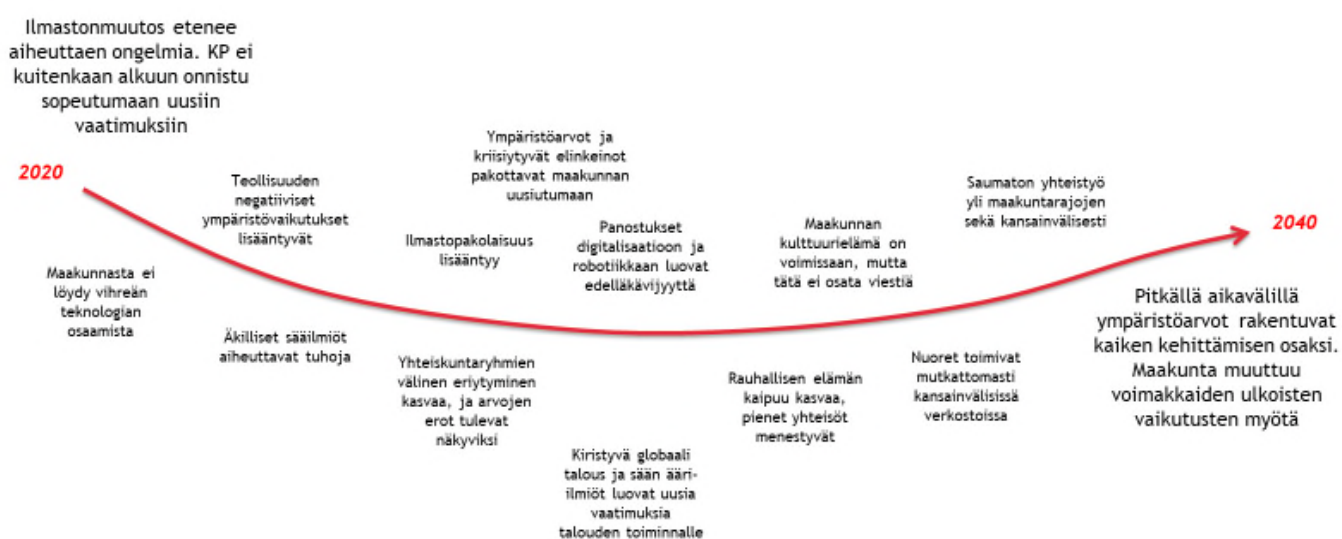 Ilmastonmuutos etenee
aiheuttaen ongelmia. KP ei
kuitenkaan alkuun onnistu
sopeutumaan uusiin
vaatimuksiin
2020
Maakunnasta ei
löydy vihreän
teknologian
osaamista
Teollisuuden
negatiiviset
ympäristövaikutukset
lisääntyvät
Äkilliset sääilmiöt
aiheuttavat tuhoja
Ilmastopakolaisuus
lisääntyy
Yhteiskuntaryhmien
välinen eriytyminen
kasvaa, ja arvojen
erot tulevat
näkyviksi
Ympäristöarvot ja
kriisiytyvät elinkeinot
pakottavat maakunnan
uusiutumaan
Panostukset
digitalisaatioon ja
robotiikkaan luovat
edelläkävijyyttä
Kiristyvä globaali
talous ja sään ääri-
ilmiöt luovat uusia
vaatimuksia
talouden toiminnalle
Maakunnan
kulttuurielämä on
voimissaan, mutta
tätä ei osata viestiä
Rauhallisen elämän
kaipuu kasvaa,
pienet yhteisöt
menestyvät
Nuoret toimivat
mutkattomasti
kansainvälisissä
verkostoissa
Saumaton yhteistyö
yli maakuntarajojen
sekä kansainvälisesti
2040
Pitkällä aikavälillä
ympäristöarvot rakentuvat
kaiken kehittämisen osaksi.
Maakunta muuttuu
voimakkaiden ulkoisten
vaikutusten myötä